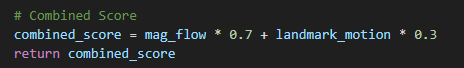 # Combined Score
combined_score = mag_flow * 0.7 + landmark_motion * 0.3
return combined_score